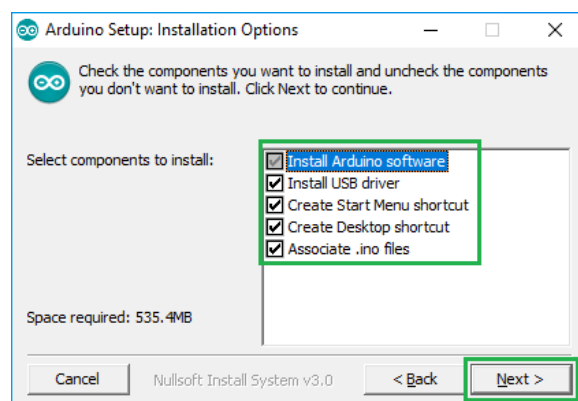 Arduino Setup: Installation Options
Check the components you want to install and uncheck the components
you don't want to install. Click Next to continue.
Select components to install:
Install Arduino software
Install USB driver
Create Start Menu shortcut
Create Desktop shortcut
Associate .ino files
Space required: 535.4MB
Cancel
Nullsoft Install System v3.0
< Back
Next >